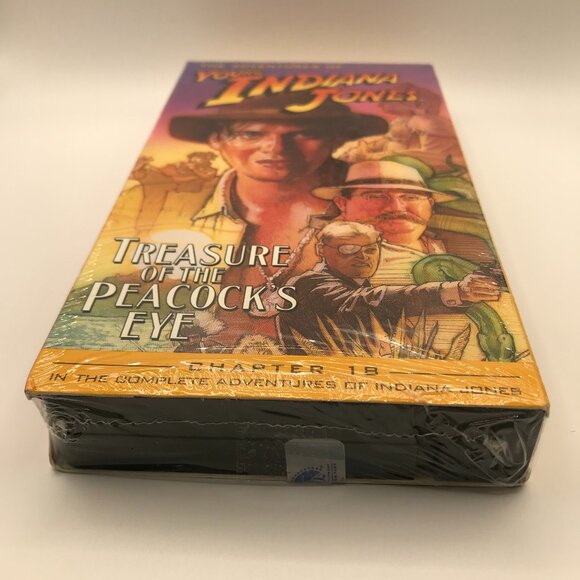 THE ADVENTURES OF
YOUNG
INDIANA
JONES
TREASURE
OF THE
PEACOCK'S
EYE
CHAPTER 18
IN THE COMPLETE ADVENTURES OF INDIANA JONES